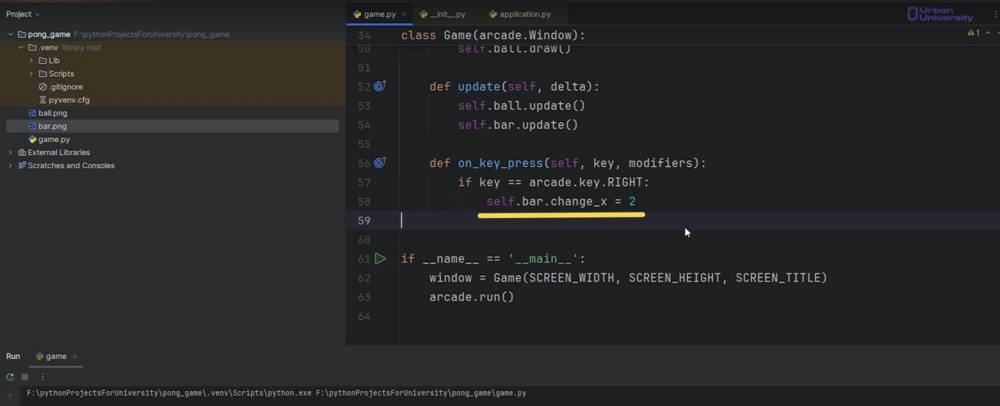 Project
game.py
__init__.py
application.py
Urban
University
pong_game F:\pythonProjectsForUniversity\pong_game
.venv library root
Lib
Scripts
.gitignore
pyvenv.cfg
ball.png
bar.png
game.py
External Libraries
Scratches and Consoles
34 class Game(arcade.Window):
1
50 self.ball.draw()
51
52 def update(self, delta):
53 self.ball.update()
54 self.bar.update()
55
56 def on_key_press(self, key, modifiers):
57 if key == arcade.key.RIGHT:
58 self.bar.change_x = 2
59
60
61 if __name__ == '__main__':
62 window = Game(SCREEN_WIDTH, SCREEN_HEIGHT, SCREEN_TITLE)
63 arcade.run()
64
Run game
F:\pythonProjectsForUniversity\pong_game\.venv\Scripts\python.exe F:\pythonProjectsForUniversity\pong_game\game.py